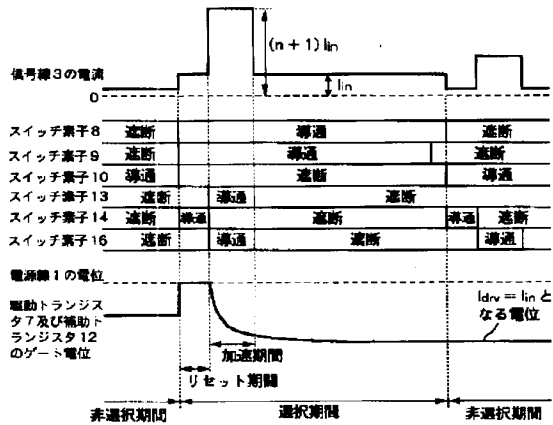 (n+1)Iin
信号線3の電流
Iin
0
スイッチ素子8 遮断 導通 遮断
スイッチ素子9 遮断 導通 遮断
スイッチ素子10 導通 遮断 導通
スイッチ素子13 遮断 導通 遮断
スイッチ素子14 遮断 導通 遮断 導通 遮断
スイッチ素子16 遮断 導通 遮断 導通
電源線1の電位
駆動トランジス
タ7及び補助ト
ランジスタ12
のゲート電位
Idrv=Iinと
なる電位
加速期間
リセット期間
非選択期間 選択期間 非選択期間